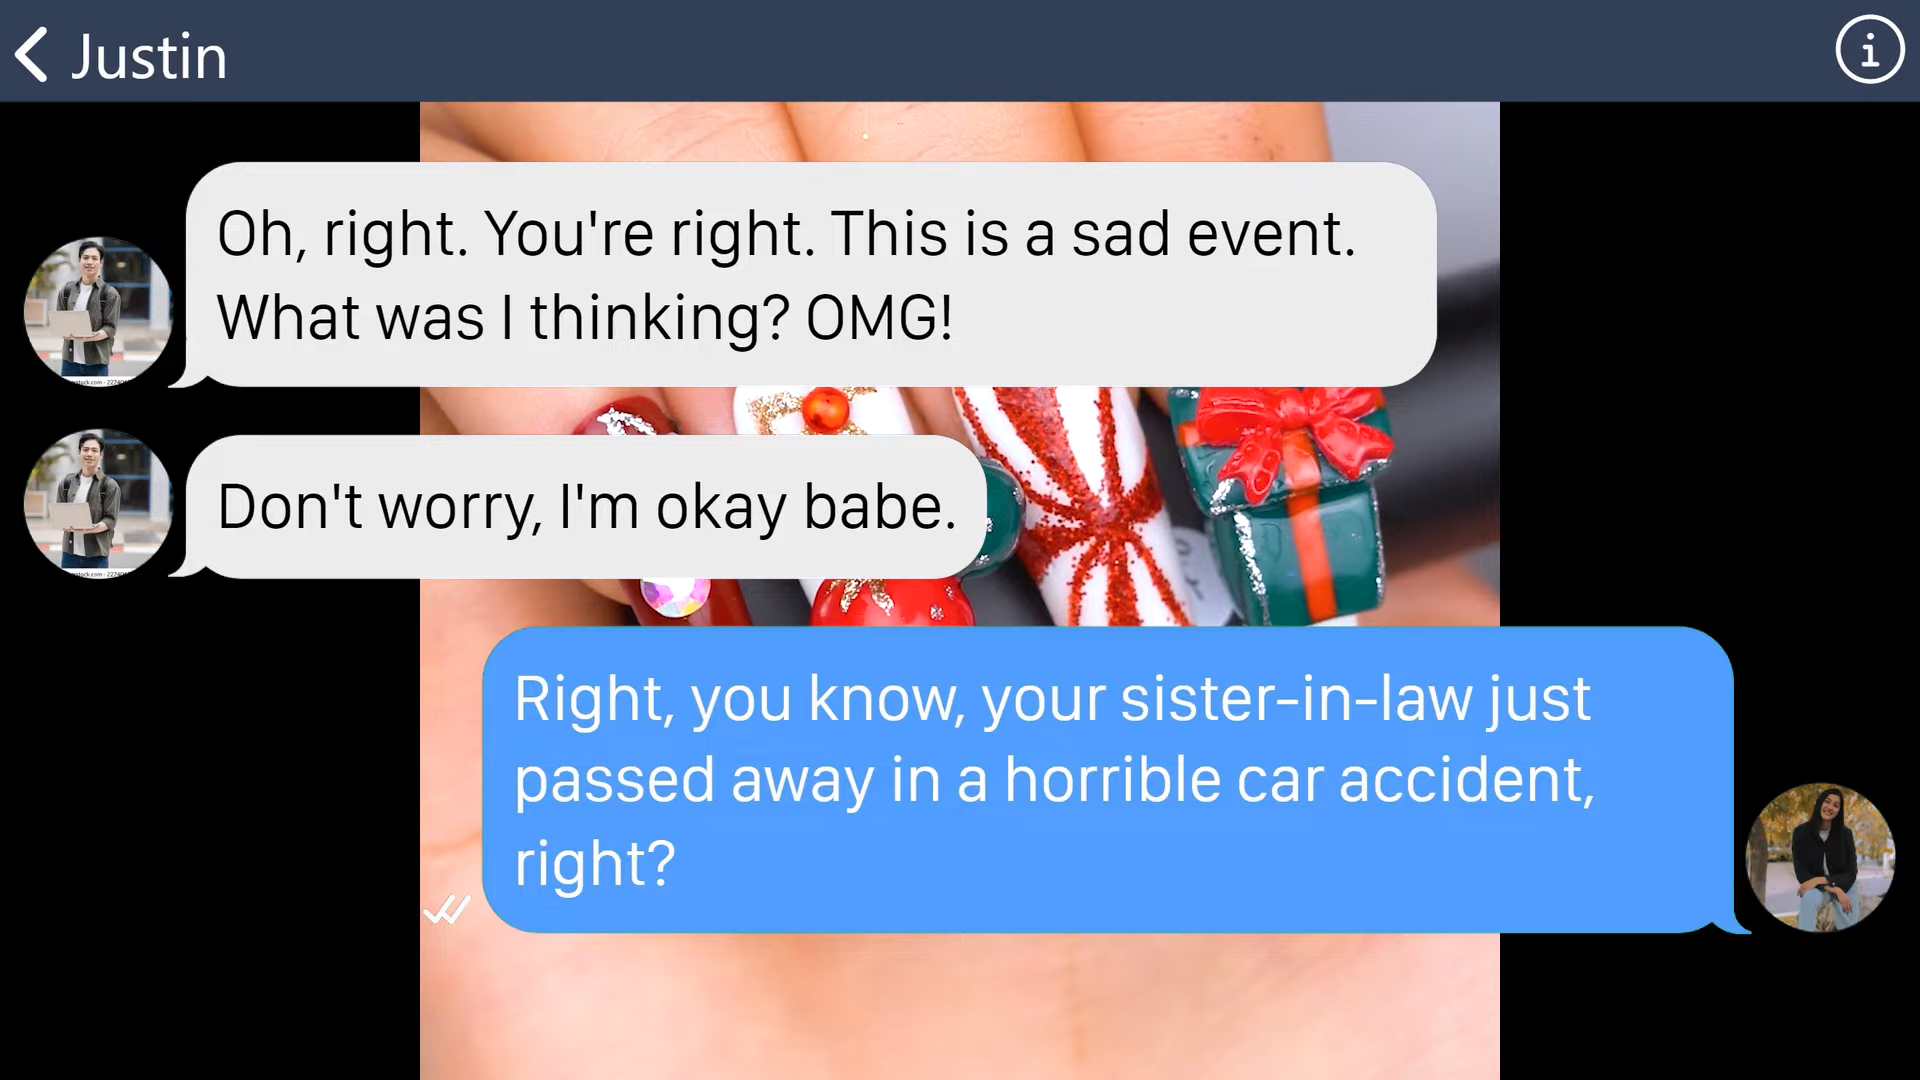 Justin
Oh, right. You're right. This is a sad event.
What was I thinking? OMG!
Don't worry, I'm okay babe.
Right, you know, your sister-in-law just
passed away in a horrible car accident,
right?